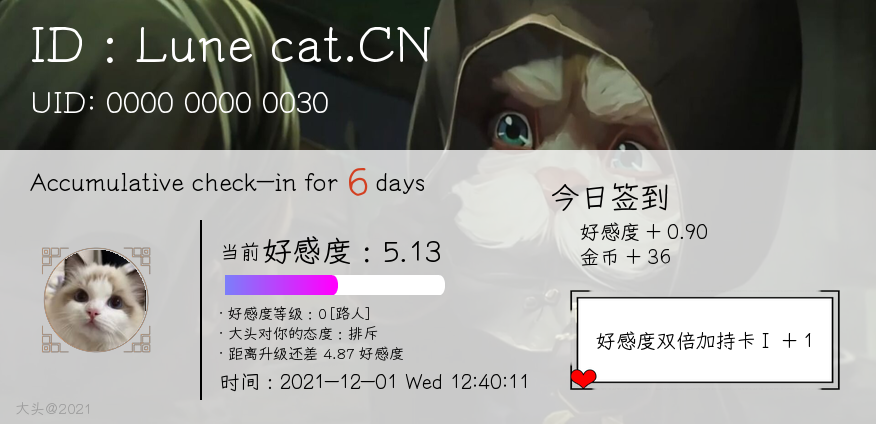 ID : Lune cat.CN
UID: 0000 0000 0030
Accumulative check-in for 6 days
今日签到
好感度 + 0.90
金币 + 36
当前好感度 : 5.13
· 好感度等级 : 0 [路人]
· 大头对你的态度 : 排斥
· 距离升级还差 4.87 好感度
时间 : 2021-12-01 Wed 12:40:11
好感度双倍加持卡 I + 1
大头@2021